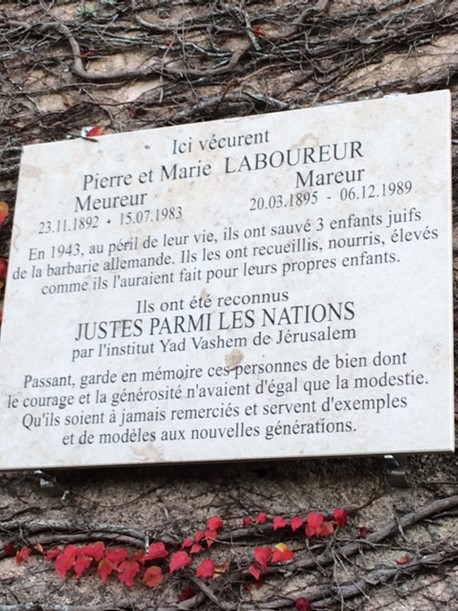 Ici vécurent
Pierre et Marie LABOUREUR
Meureur Mareur
23.11.1892 • 15.07.1983 20.03.1895 - 06.12.1989
En 1943, au péril de leur vie, ils ont sauvé 3 enfants juifs
de la barbarie allemande. Ils les ont recueillis, nourris, élevés
comme ils l'auraient fait pour leurs propres enfants.
Ils ont été reconnus
JUSTES PARMI LES NATIONS
par l'institut Yad Vashem de Jérusalem
Passant, garde en mémoire ces personnes de bien dont
le courage et la générosité n'avaient d'égal que la modestie.
Qu'ils soient à jamais remerciés et servent d'exemples
et de modèles aux nouvelles générations.